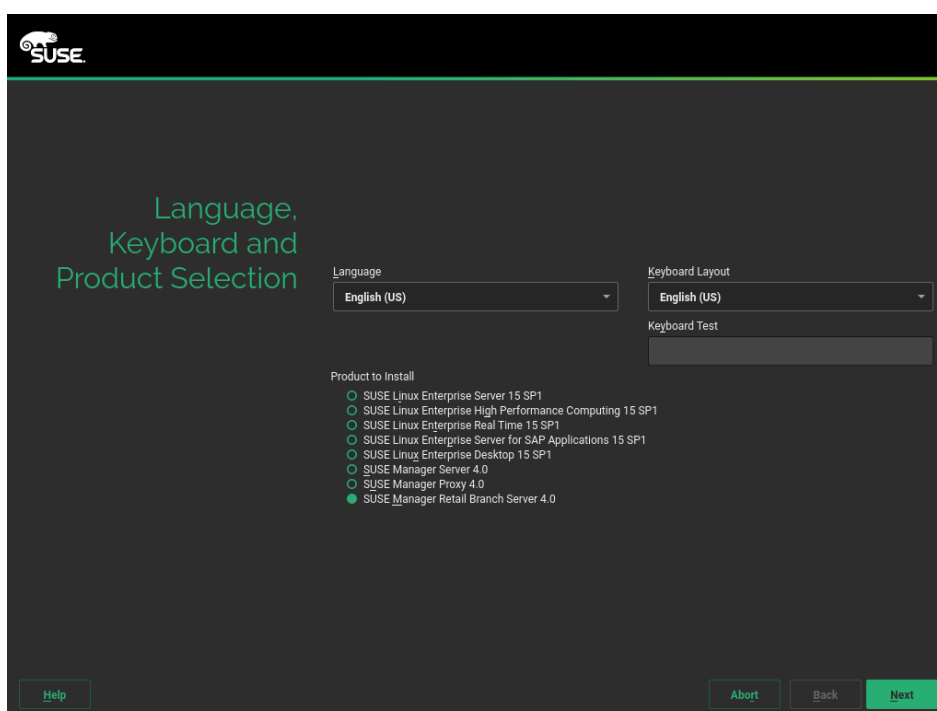 SUSE.
Language,
Keyboard and
Product Selection
Language
Keyboard Layout
English (US)
English (US)
Keyboard Test
Product to Install
SUSE Linux Enterprise Server 15 SP1
SUSE Linux Enterprise High Performance Computing 15 SP1
SUSE Linux Enterprise Real Time 15 SP1
SUSE Linux Enterprise Server for SAP Applications 15 SP1
SUSE Linux Enterprise Desktop 15 SP1
SUSE Manager Server 4.0
SUSE Manager Proxy 4.0
SUSE Manager Retail Branch Server 4.0
Help
Abort
Back
Next